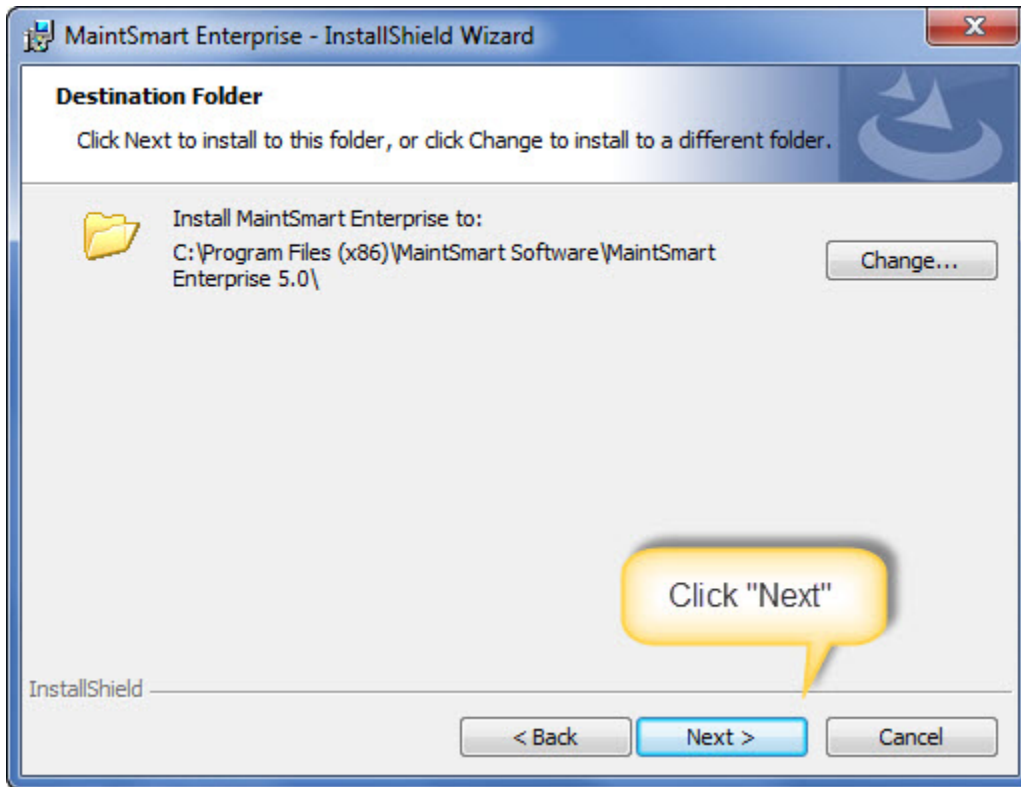 MaintSmart Enterprise - InstallShield Wizard
Destination Folder
Click Next to install to this folder, or click Change to install to a different folder.
Install MaintSmart Enterprise to:
C:\Program Files (x86)\MaintSmart Software\MaintSmart
Enterprise 5.0\
Change...
Click "Next"
InstallShield
< Back
Next >
Cancel